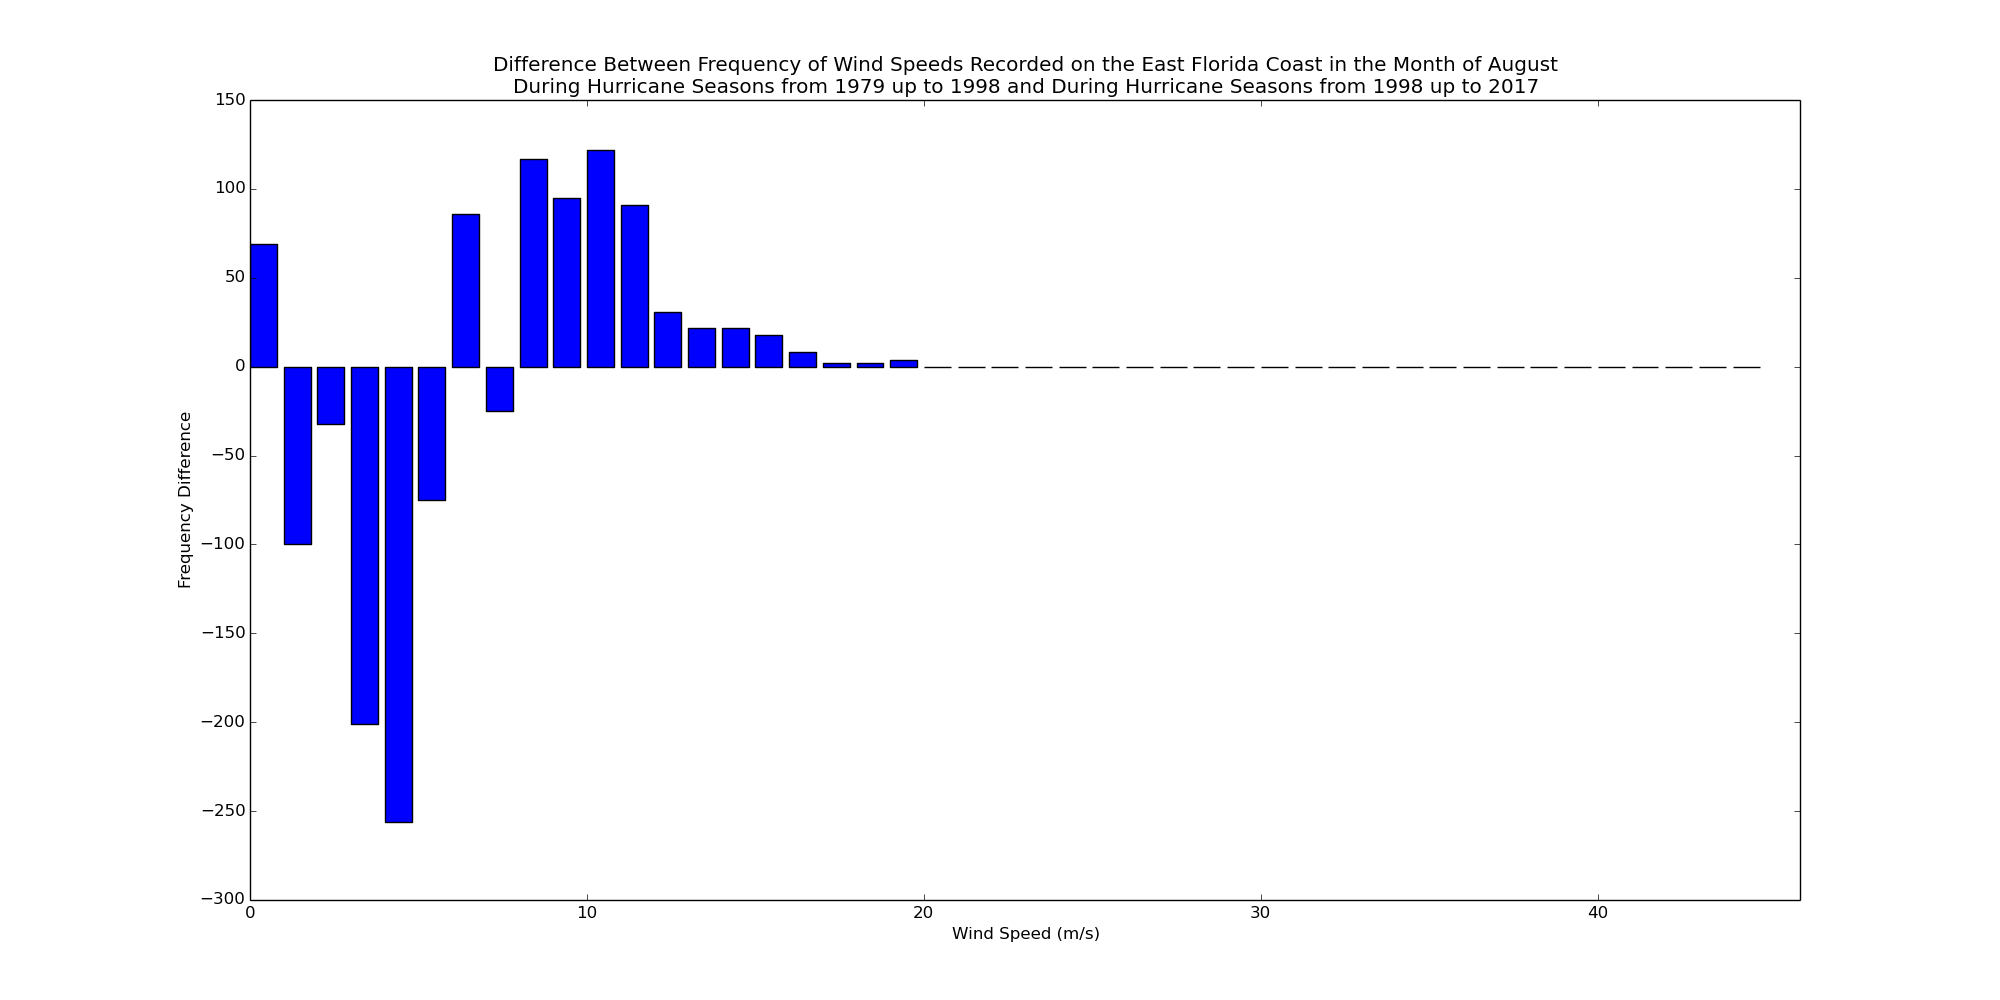 Difference Between Frequency of Wind Speeds Recorded on the East Florida Coast in the Month of August
During Hurricane Seasons from 1979 up to 1998 and During Hurricane Seasons from 1998 up to 2017
150
100
50
0
−50
−100
−150
−200
−250
−300
Frequency Difference
0 10 20 30 40
Wind Speed (m/s)